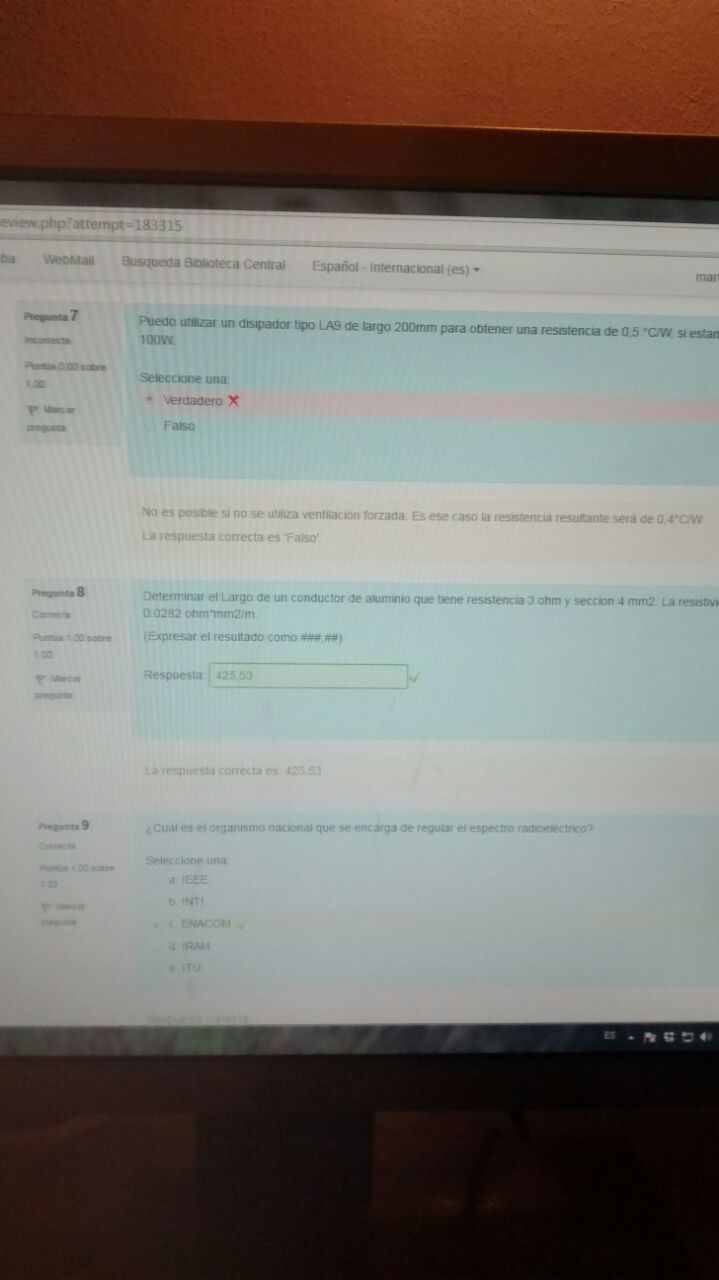 eview.php?attempt=183315
ba WebMail Busqueda Biblioteca Central Español - Internacional (es)
Pregunta 7
Incorrecta
Puntúa 0,00 sobre
1,00
Marcar
pregunta
Puedo utilizar un disipador tipo LA9 de largo 200mm para obtener una resistencia de 0,5 °C/W, si
100W.
Seleccione una:
Verdadero
Falso
No es posible si no se utiliza ventilación forzada. Es ese caso la resistencia resultante será de 0,4°C/W
La respuesta correcta es 'Falso'
Pregunta 8
Correcta
Puntúa 1,00 sobre
1,00
Marcar
pregunta
Determinar el Largo de un conductor de aluminio que tiene resistencia 3 ohm y seccion 4 mm2. La
0.0282 ohm*mm2/m.
(Expresar el resultado como ###,##)
Respuesta: 425,53
La respuesta correcta es: 425,53
Pregunta 9
Correcta
Puntúa 1,00 sobre
1,00
Marcar
pregunta
¿Cual es el organismo nacional que se encarga de regular el espectro radioeléctrico?
Seleccione una:
a. IEEE
b. INTI
c. ENACOM
d. IRAM
e. ITU
Respuesta correcta
ES